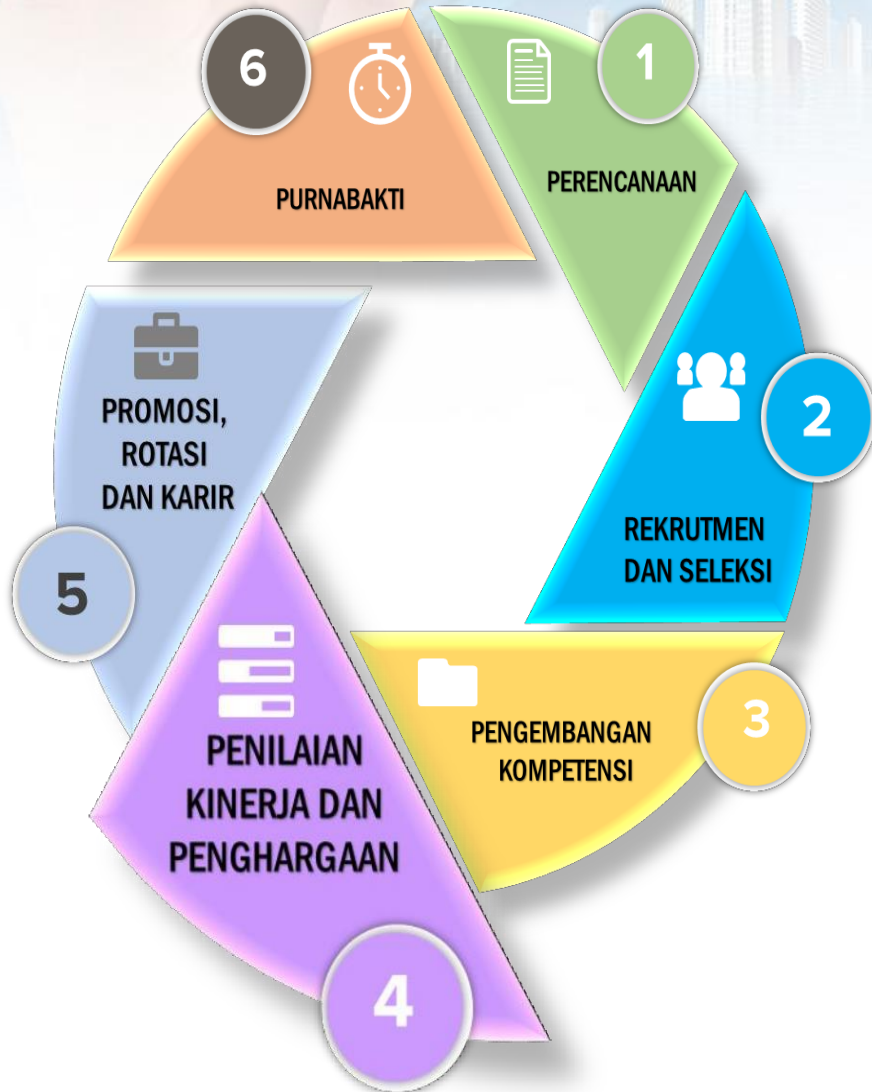 1
PERENCANAAN
2
REKRUTMEN
DAN SELEKSI
3
PENGEMBANGAN
KOMPETENSI
4
PENILAIAN
KINERJA DAN
PENGHARGAAN
5
PROMOSI,
ROTASI
DAN KARIR
6
PURNABAKTI